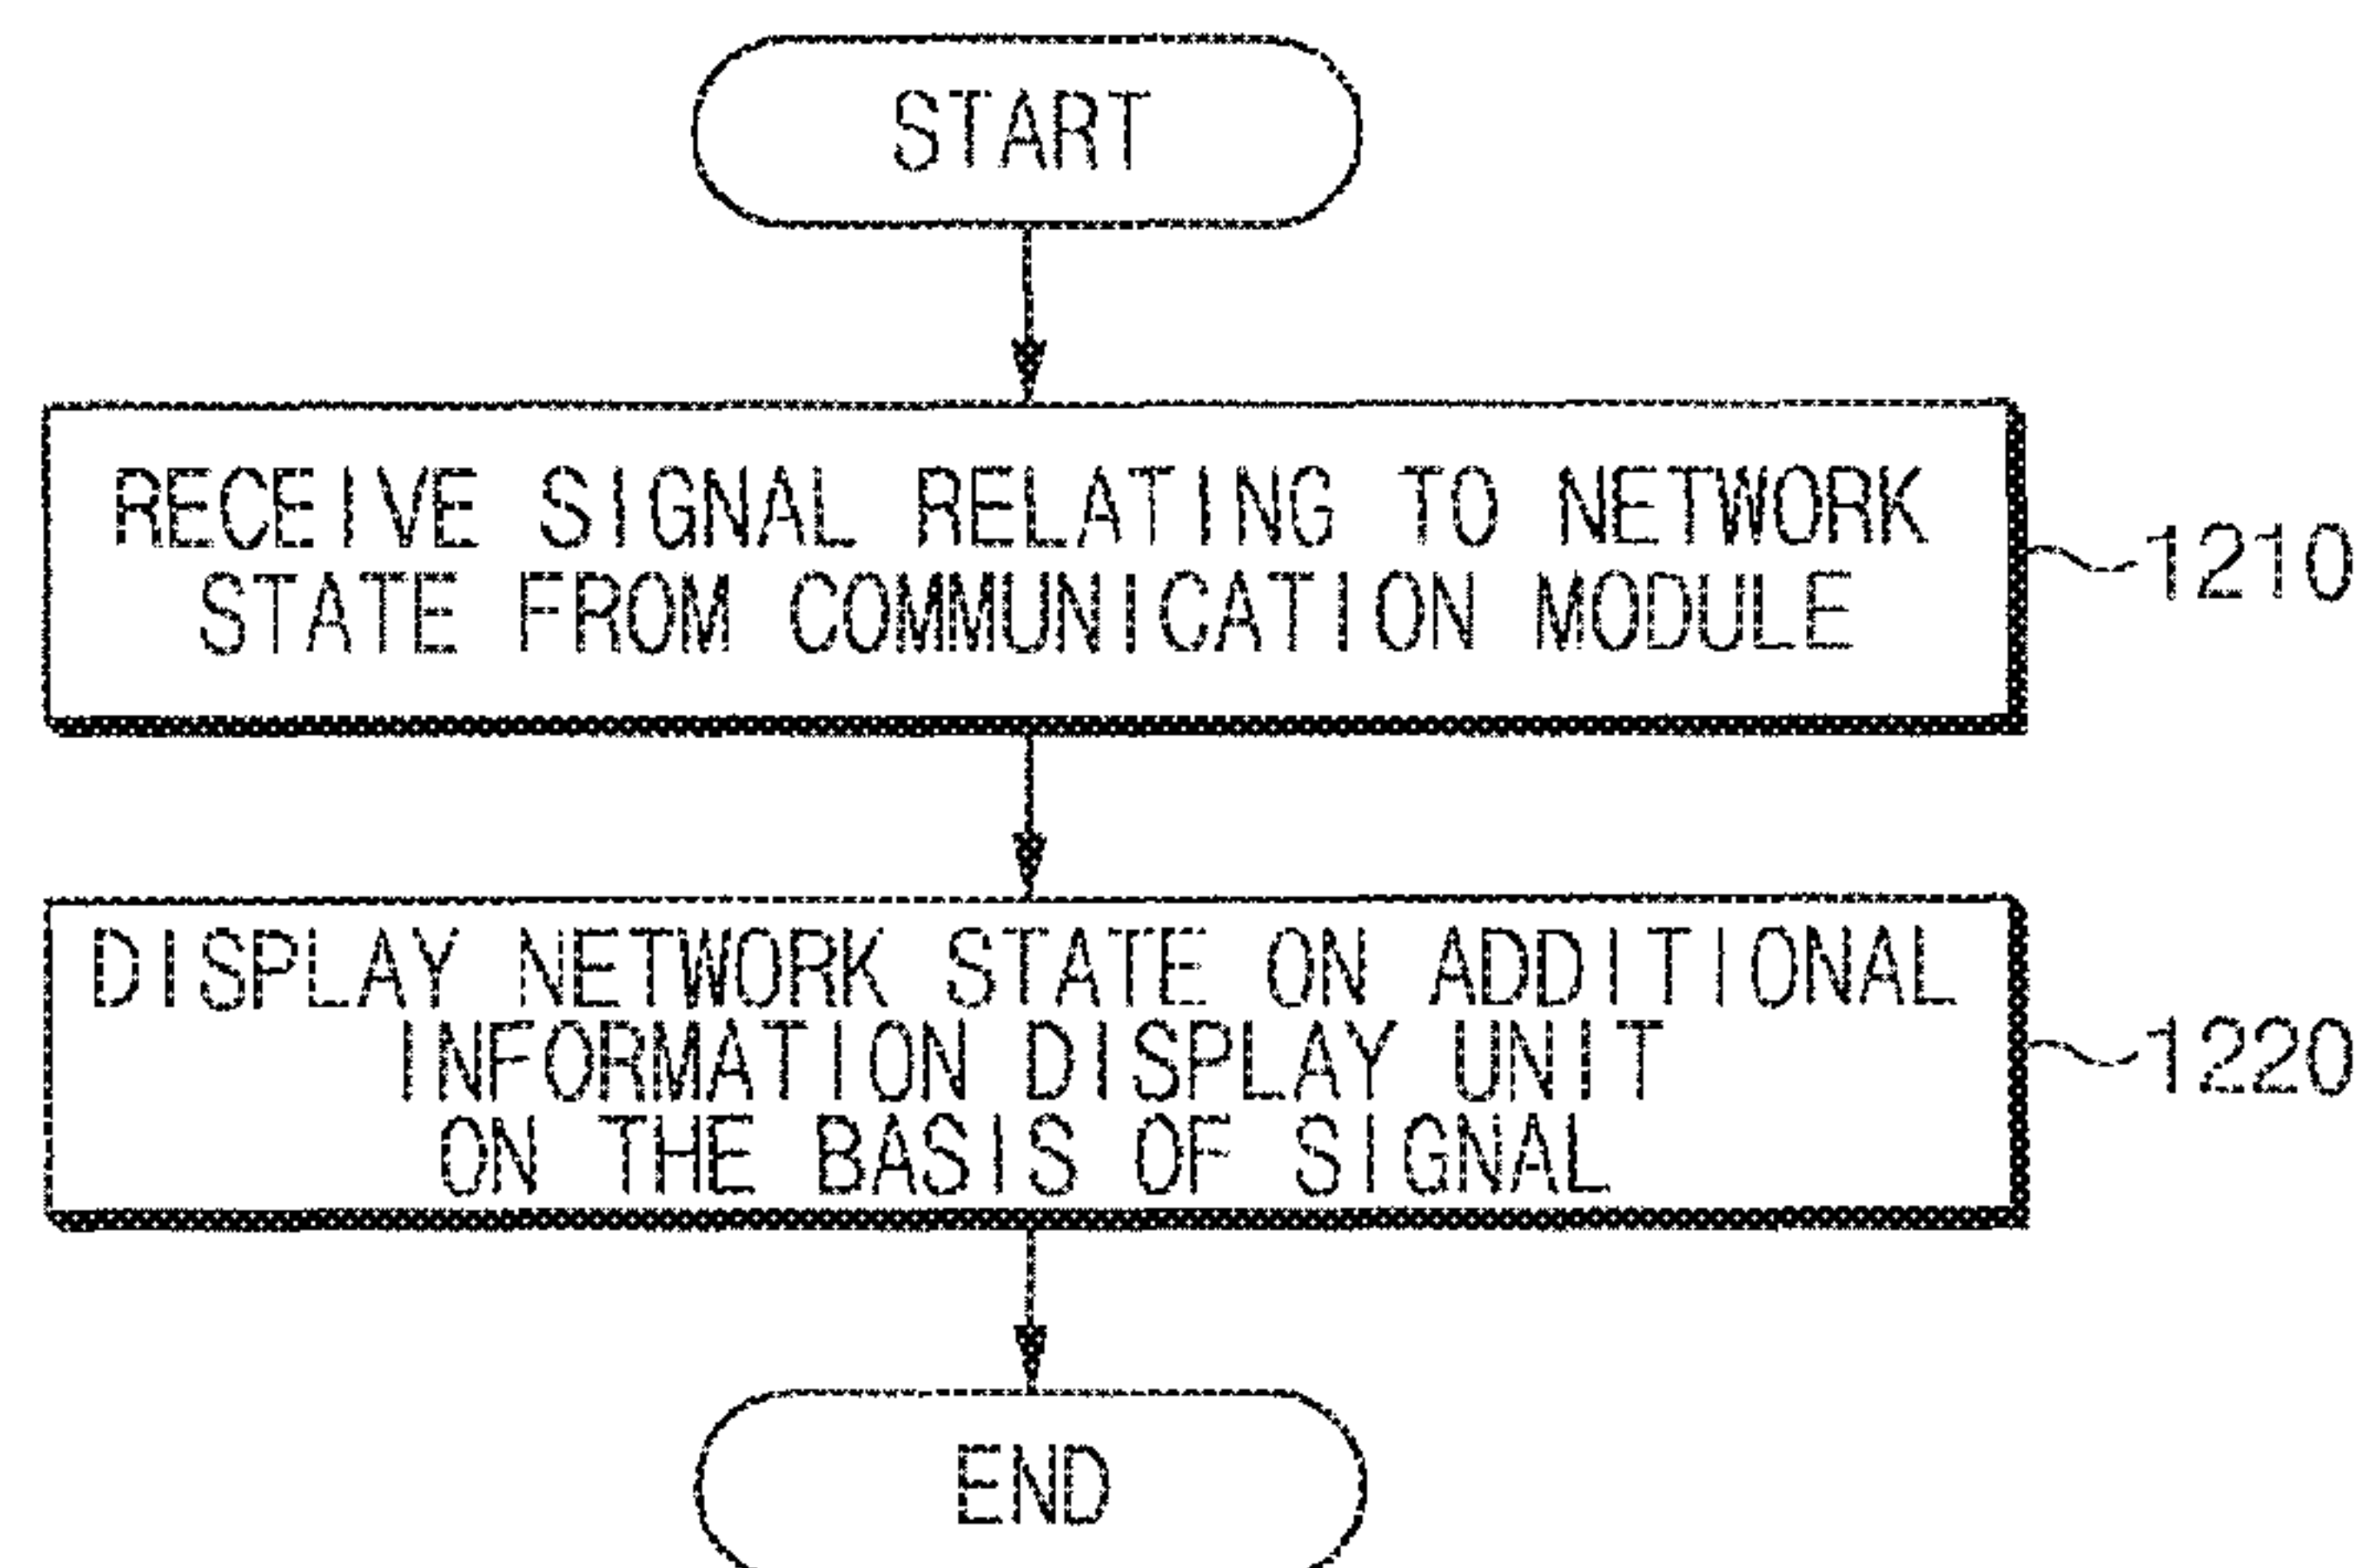 START
RECEIVE SIGNAL RELATING TO NETWORK
STATE FROM COMMUNICATION MODULE
1210
DISPLAY NETWORK STATE ON ADDITIONAL
INFORMATION DISPLAY UNIT
ON THE BASIS OF SIGNAL
1220
END